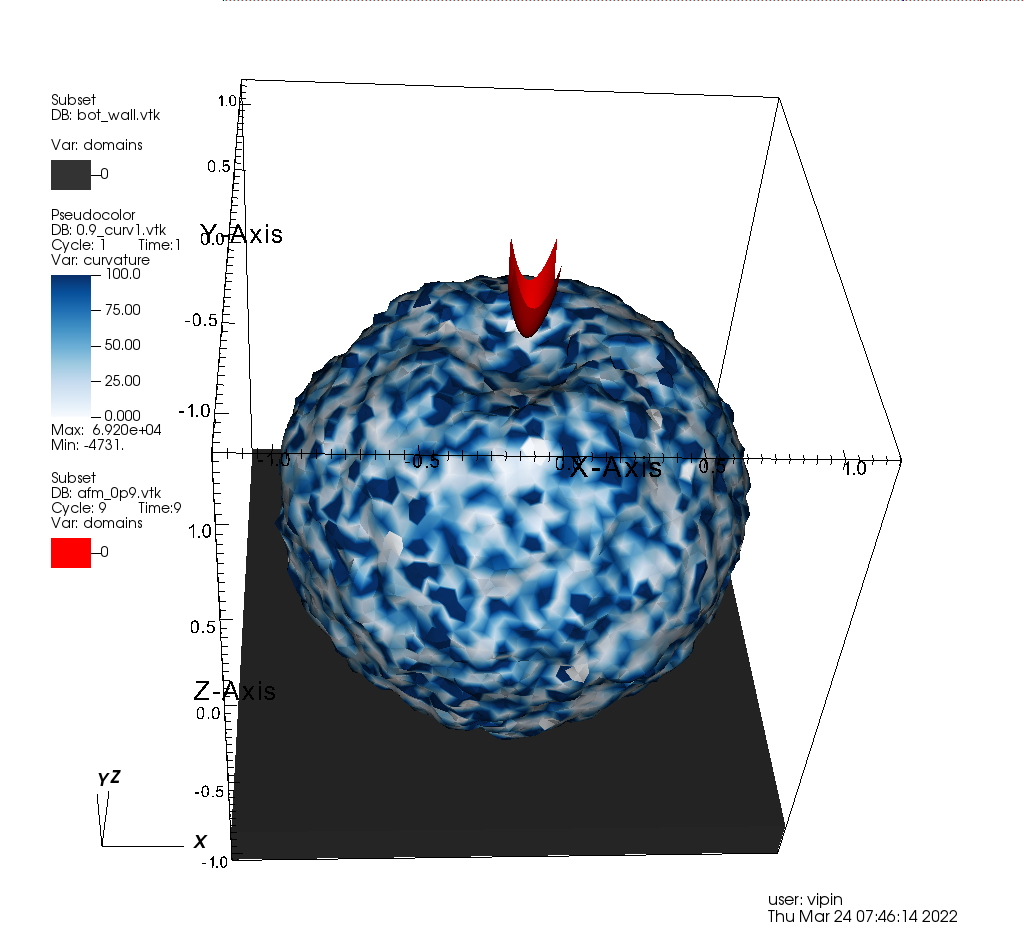 Subset
DB: bot_wall.vtk
Var: domains
0
Pseudocolor
DB: 0.9_curv1.vtk
Cycle: 1 Time:1
Var: curvature
100.0
75.00
50.00
25.00
0.000
Max: 6.920e+04
Min: -4731.
Subset
DB: afm_0p9.vtk
Cycle: 9 Time:9
Var: domains
0
1.0
0.5
0.0
Y-Axis
-0.5
-1.0
-1.0
-0.5
0.0
X-Axis
0.5
1.0
1.0
0.5
Z-Axis
0.0
-0.5
-1.0
Y Z
X
user: vipin
Thu Mar 24 07:46:14 2022